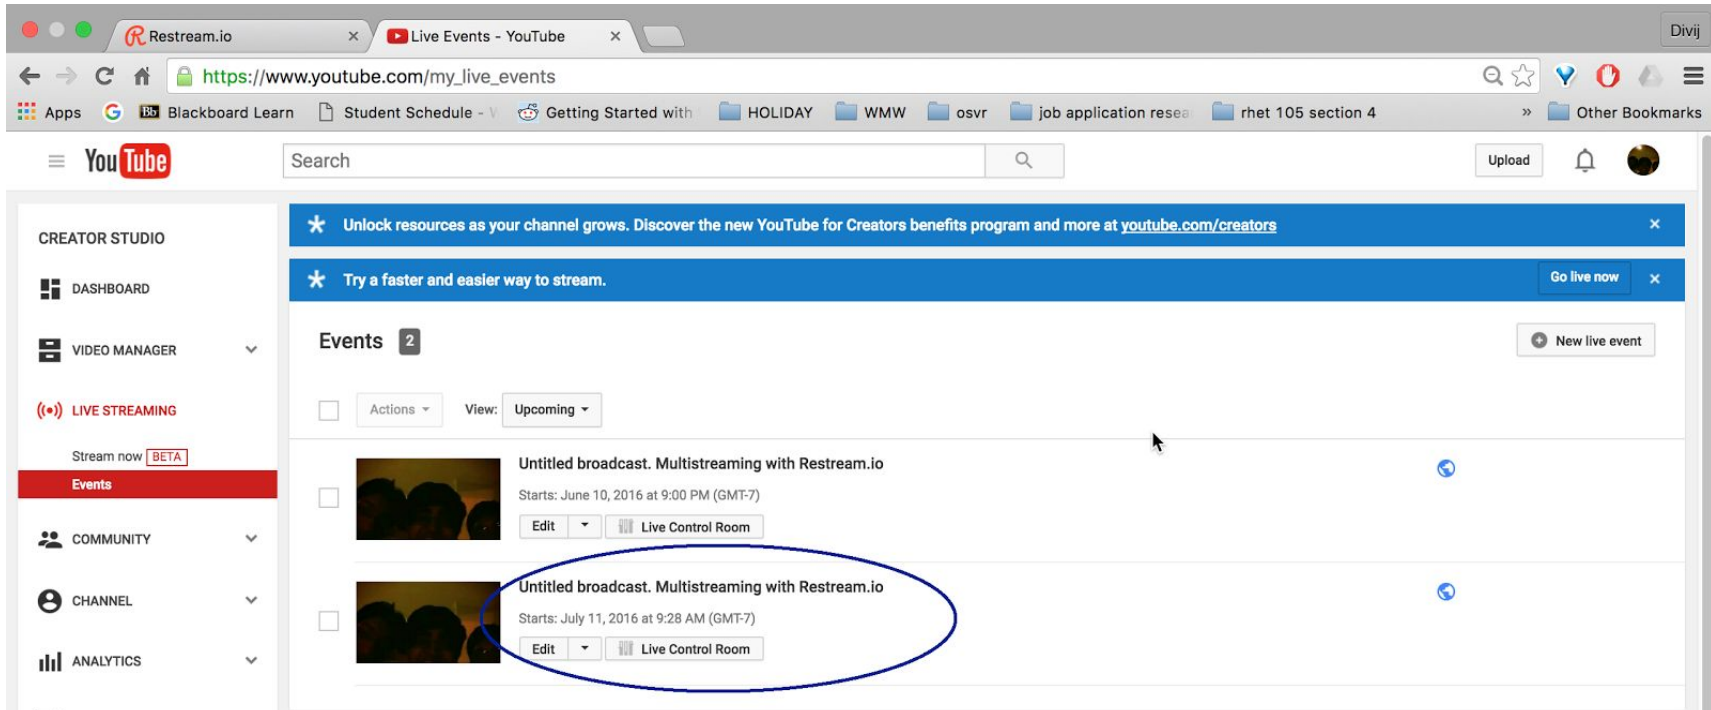 Restream.io
Live Events - YouTube
Divij
https://www.youtube.com/my_live_events
Apps
Bb Blackboard Learn
Student Schedule -
Getting Started with
HOLIDAY
WMW
osvr
job application resea
rhet 105 section 4
»
Other Bookmarks
YouTube
Search
Upload
CREATOR STUDIO
DASHBOARD
VIDEO MANAGER
LIVE STREAMING
Stream now BETA
Events
COMMUNITY
CHANNEL
ANALYTICS
Unlock resources as your channel grows. Discover the new YouTube for Creators benefits program and more at youtube.com/creators
Try a faster and easier way to stream.
Go live now
Events 2
New live event
Actions
View: Upcoming
Untitled broadcast. Multistreaming with Restream.io
Starts: June 10, 2016 at 9:00 PM (GMT-7)
Edit
Live Control Room
Untitled broadcast. Multistreaming with Restream.io
Starts: July 11, 2016 at 9:28 AM (GMT-7)
Edit
Live Control Room